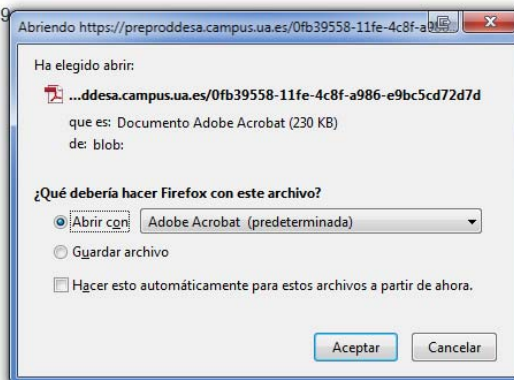 9
Abriendo https://preproddesa.campus.ua.es/0fb39558-11fe-4c8f-a9
Ha elegido abrir:
...ddesa.campus.ua.es/0fb39558-11fe-4c8f-a986-e9bc5cd72d7d
que es: Documento Adobe Acrobat (230 KB)
de: blob:
¿Qué debería hacer Firefox con este archivo?
Abrir con Adobe Acrobat (predeterminada)
Guardar archivo
Hacer esto automáticamente para estos archivos a partir de ahora.
Aceptar Cancelar